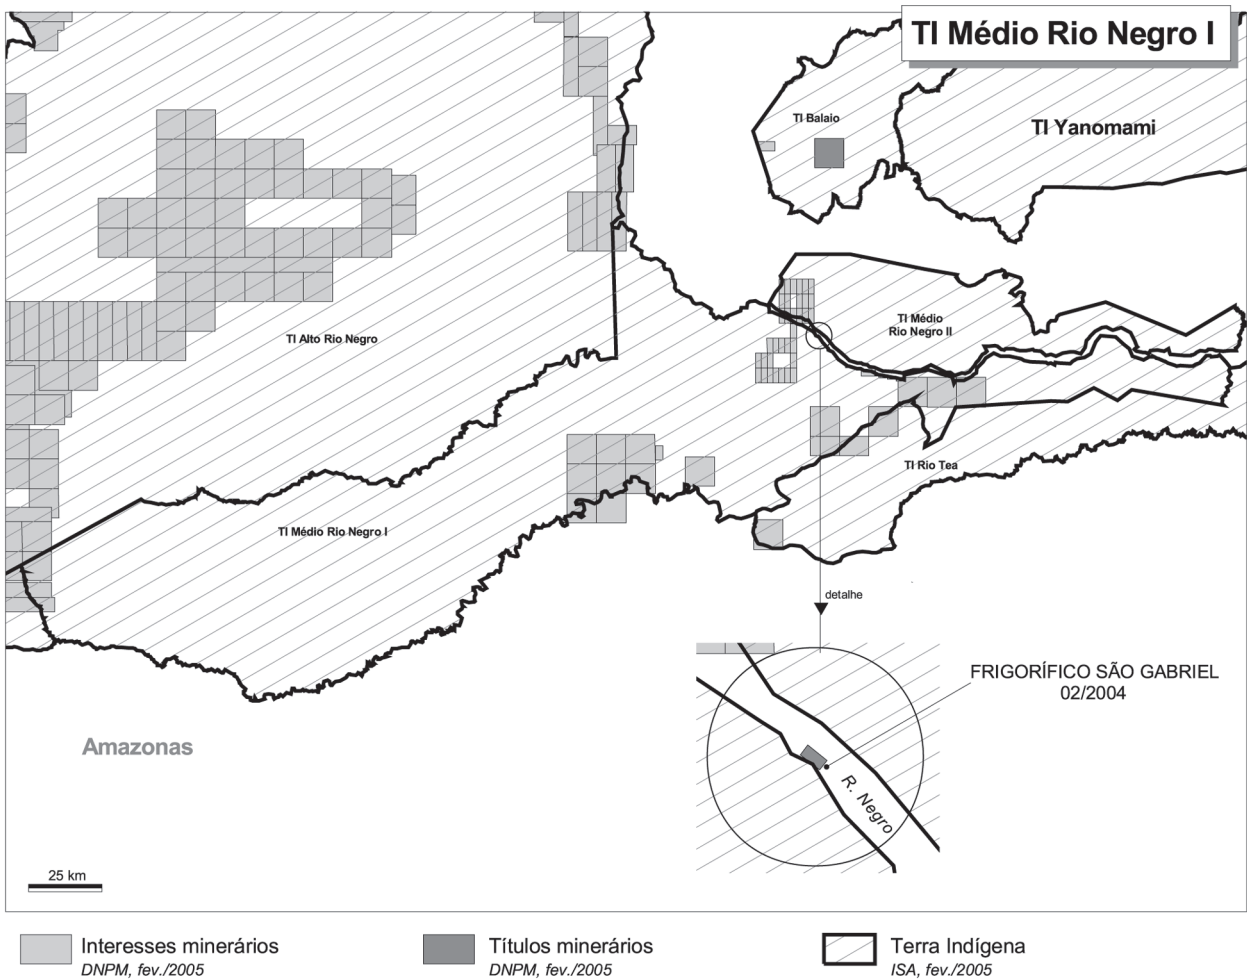 TI Médio Rio Negro I
TI Balaio
TI Yanomami
TI Médio
Rio Negro II
TI Alto Rio Negro
TI Rio Tea
TI Médio Rio Negro I
detalhe
FRIGORÍFICO SÃO GABRIEL
02/2004
R. Negro
Amazonas
25 km
Interesses minerários
DNPM, fev./2005
Títulos minerários
DNPM, fev./2005
Terra Indígena
ISA, fev./2005